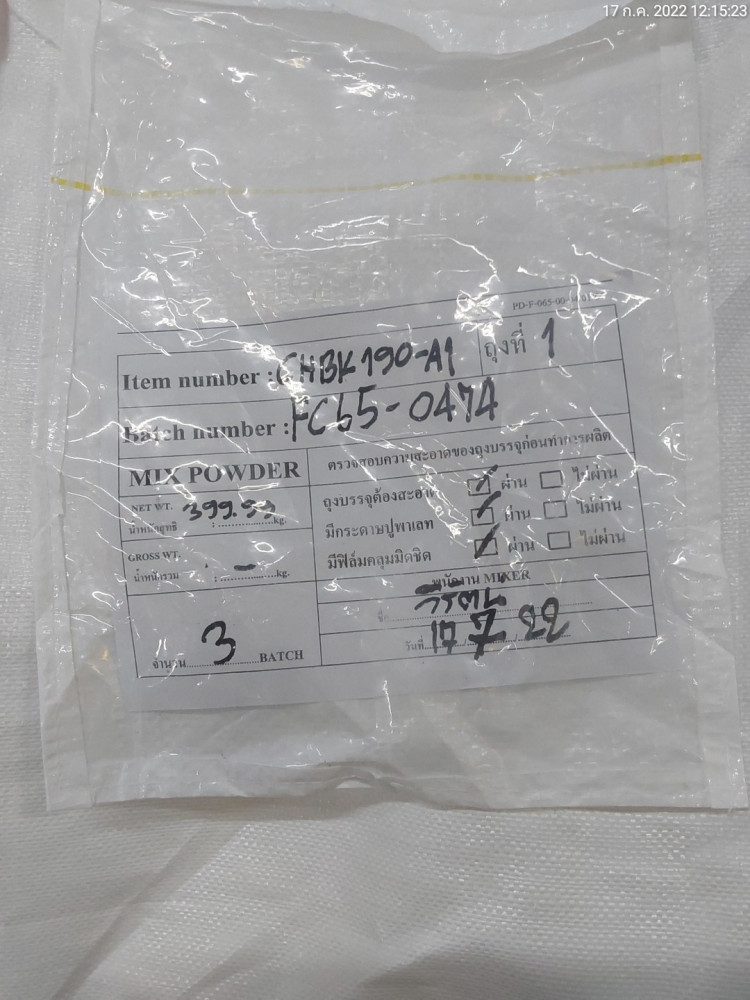 17 ก.ค. 2022 12:15:23
PD-F-065-00-
Item number : CHBK190-A1 ถุงที่ 1
Batch number : FC65-0474
MIX POWDER ตรวจสอบความสะอาดของถุงบรรจุก่อนทำการผลิต
NET WT. 399.93 ถุงบรรจุต้องสะอาด ผ่าน ไม่ผ่าน
น้ำหนักสุทธิ :..............kg. มีกระดาษปูพาเลท ผ่าน ไม่ผ่าน
GROSS WT. มีฟิล์มคลุมมิดชิด ผ่าน ไม่ผ่าน
น้ำหนักรวม : - kg.
พนักงาน MIXER
ชื่อ
จำนวน 3 BATCH วันที่ 17 / 7 / 22